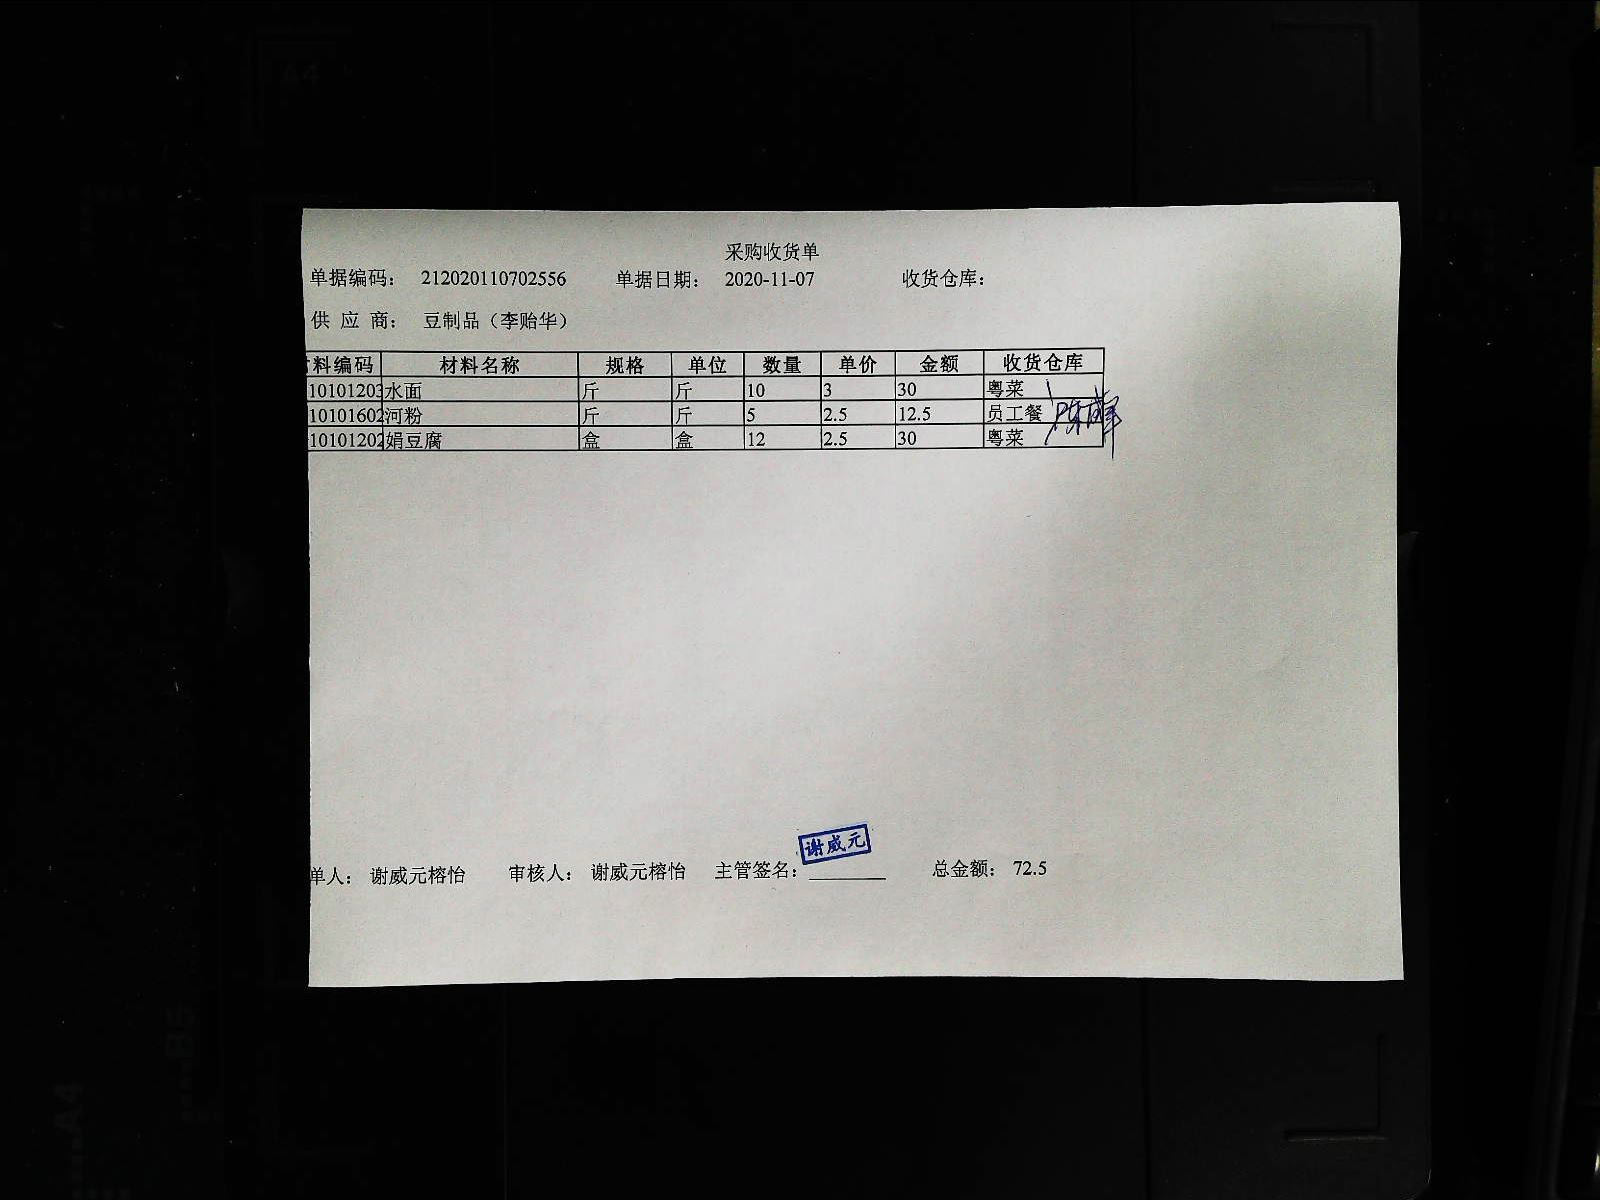 采购收货单
单据编码： 212020110702556 单据日期： 2020-11-07 收货仓库：
供 应 商： 豆制品（李贻华）
料编码 材料名称 规格 单位 数量 单价 金额 收货仓库
10101203 水面 斤 斤 10 3 30 粤菜
10101602 河粉 斤 斤 5 2.5 12.5 员工餐
10101202 娟豆腐 盒 盒 12 2.5 30 粤菜
谢威元
单人： 谢威元榕怡 审核人： 谢威元榕怡 主管签名： 总金额： 72.5